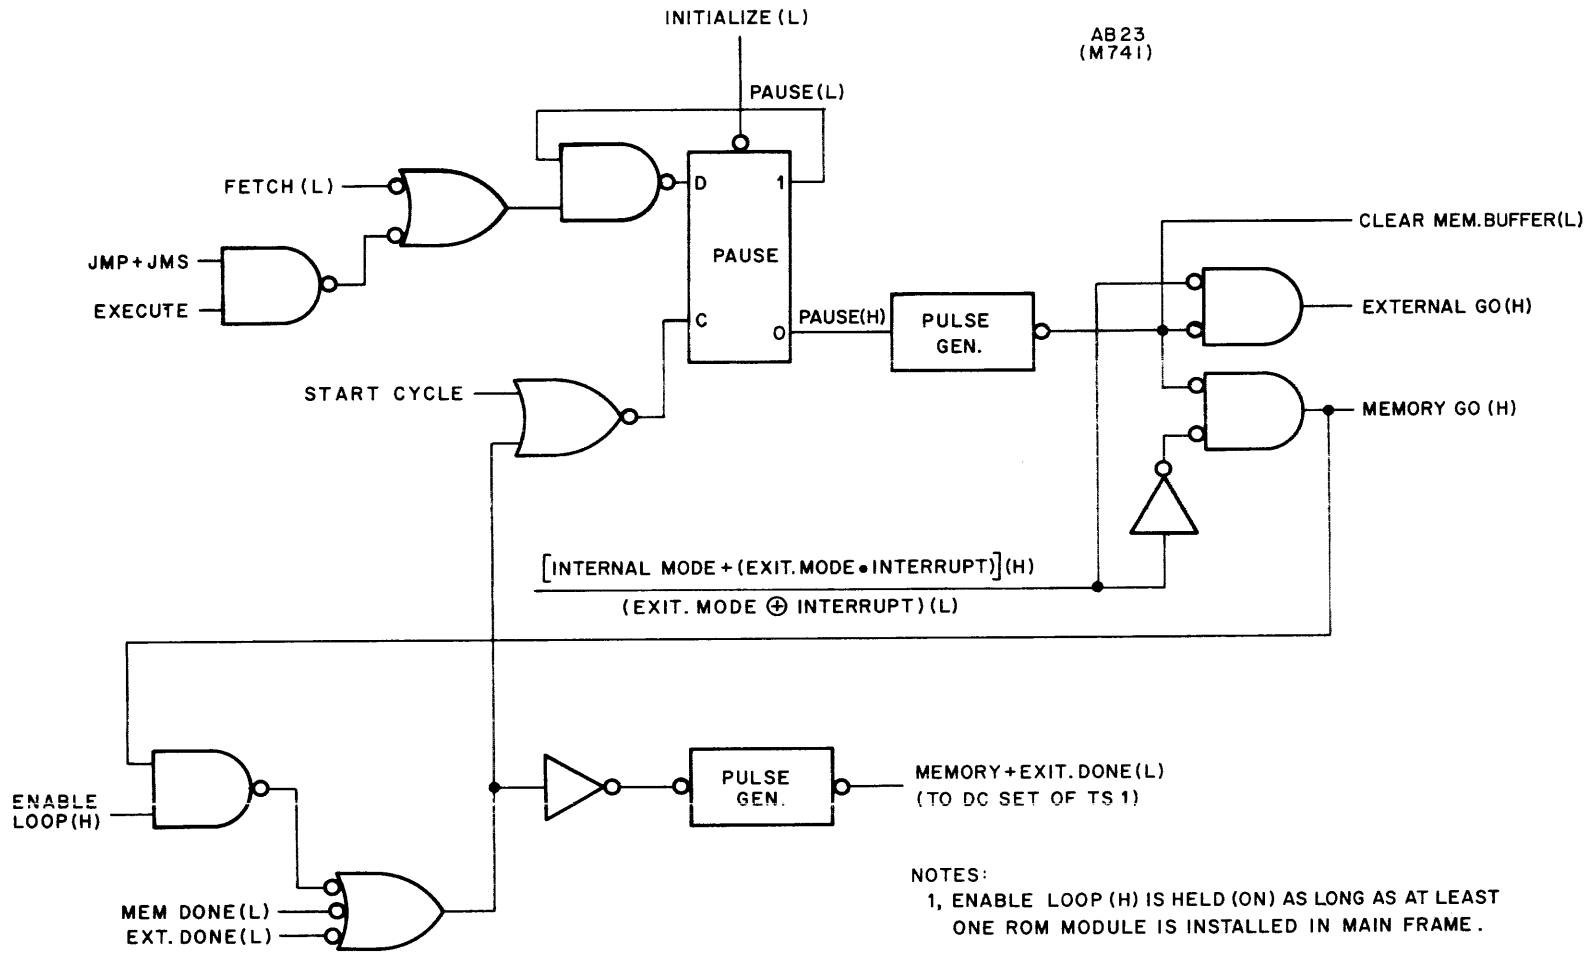 INITIALIZE (L)
AB23
(M741)
PAUSE (L)
FETCH (L)
D
1
JMP+JMS
EXECUTE
PAUSE
CLEAR MEM.BUFFER(L)
EXTERNAL GO (H)
C
O
PAUSE(H)
PULSE
GEN.
START CYCLE
MEMORY GO (H)
[INTERNAL MODE + (EXIT.MODE • INTERRUPT)] (H)
(EXIT. MODE ⊕ INTERRUPT) (L)
ENABLE
LOOP(H)
PULSE
GEN.
MEMORY+EXIT.DONE(L)
(TO DC SET OF TS 1)
MEM DONE(L)
EXT. DONE(L)
NOTES:
1, ENABLE LOOP (H) IS HELD (ON) AS LONG AS AT LEAST
ONE ROM MODULE IS INSTALLED IN MAIN FRAME.